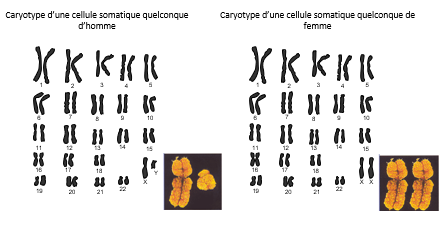 Caryotype d'une cellule somatique quelconque
d'homme
1 2 3 4 5
6 7 8 9 10
11 12 13 14 15
16 17 18 X Y
19 20 21 22
Caryotype d'une cellule somatique quelconque de
femme
1 2 3 4 5
6 7 8 9 10
11 12 13 14 15
16 17 18 X X
19 20 21 22